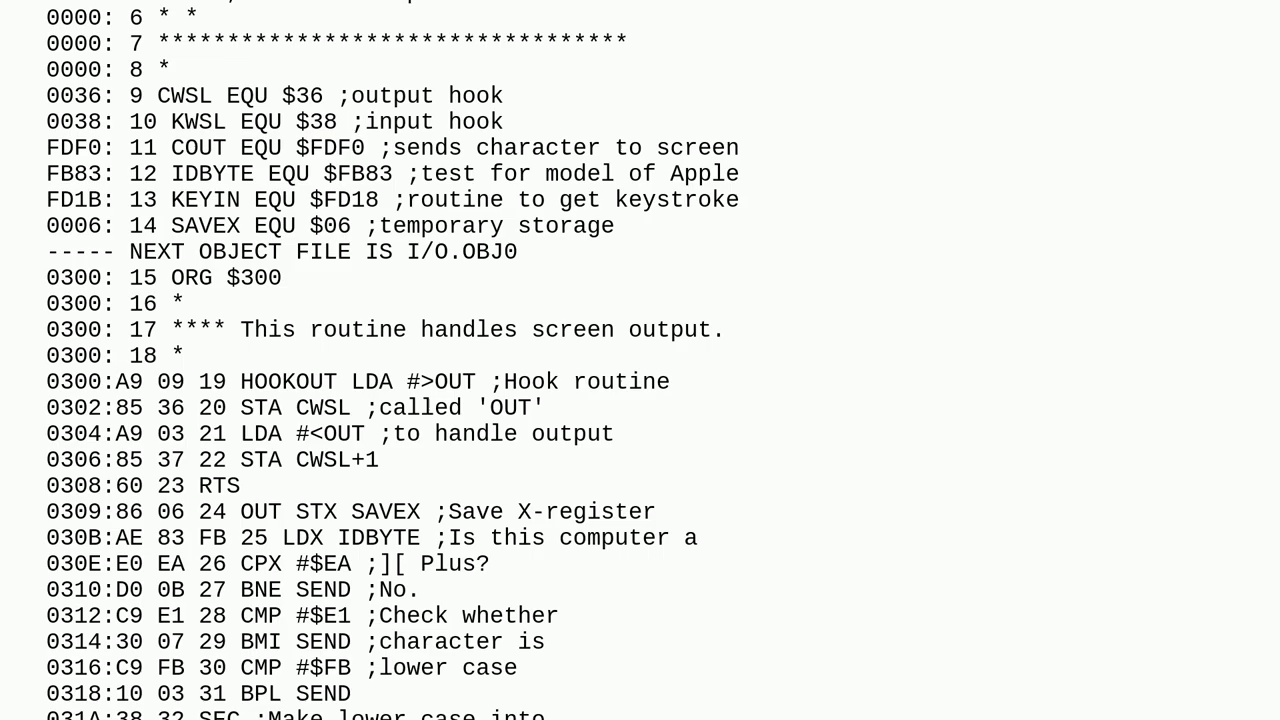 0000: 6 * *
0000: 7 **********************************
0000: 8 *
0036: 9 CWSL EQU $36 ;output hook
0038: 10 KWSL EQU $38 ;input hook
FDF0: 11 COUT EQU $FDF0 ;sends character to screen
FB83: 12 IDBYTE EQU $FB83 ;test for model of Apple
FD1B: 13 KEYIN EQU $FD18 ;routine to get keystroke
0006: 14 SAVEX EQU $06 ;temporary storage
----- NEXT OBJECT FILE IS I/O.OBJ0
0300: 15 ORG $300
0300: 16 *
0300: 17 **** This routine handles screen output.
0300: 18 *
0300:A9 09 19 HOOKOUT LDA #>OUT ;Hook routine
0302:85 36 20 STA CWSL ;called 'OUT'
0304:A9 03 21 LDA #<OUT ;to handle output
0306:85 37 22 STA CWSL+1
0308:60 23 RTS
0309:86 06 24 OUT STX SAVEX ;Save X-register
030B:AE 83 FB 25 LDX IDBYTE ;Is this computer a
030E:E0 EA 26 CPX #$EA ;][ Plus?
0310:D0 0B 27 BNE SEND ;No.
0312:C9 E1 28 CMP #$E1 ;Check whether
0314:30 07 29 BMI SEND ;character is
0316:C9 FB 30 CMP #$FB ;lower case
0318:10 03 31 BPL SEND
031A:38 32 SEC ;Make lower case into